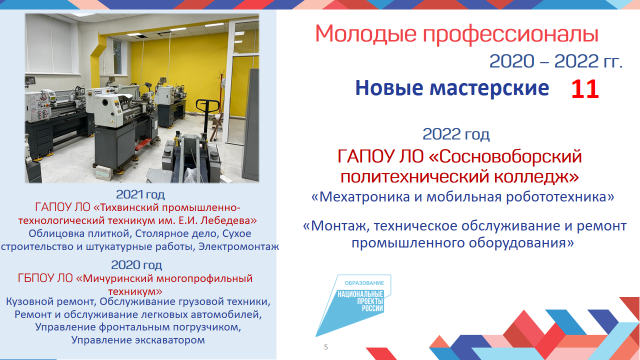 Молодые профессионалы
2020 – 2022 гг.
Новые мастерские 11
2022 год
ГАПОУ ЛО «Сосновоборский
политехнический колледж»
«Мехатроника и мобильная робототехника»
«Монтаж, техническое обслуживание и ремонт
промышленного оборудования»
2021 год
ГАПОУ ЛО «Тихвинский промышленно-
технологический техникум им. Е.И. Лебедева»
Облицовка плиткой, Столярное дело, Сухое
строительство и штукатурные работы, Электромонтаж
2020 год
ГБПОУ ЛО «Мичуринский многопрофильный
техникум»
Кузовной ремонт, Обслуживание грузовой техники,
Ремонт и обслуживание легковых автомобилей,
Управление фронтальным погрузчиком,
Управление экскаватором
ОБРАЗОВАНИЕ
НАЦИОНАЛЬНЫЕ
ПРОЕКТЫ
РОССИИ
5